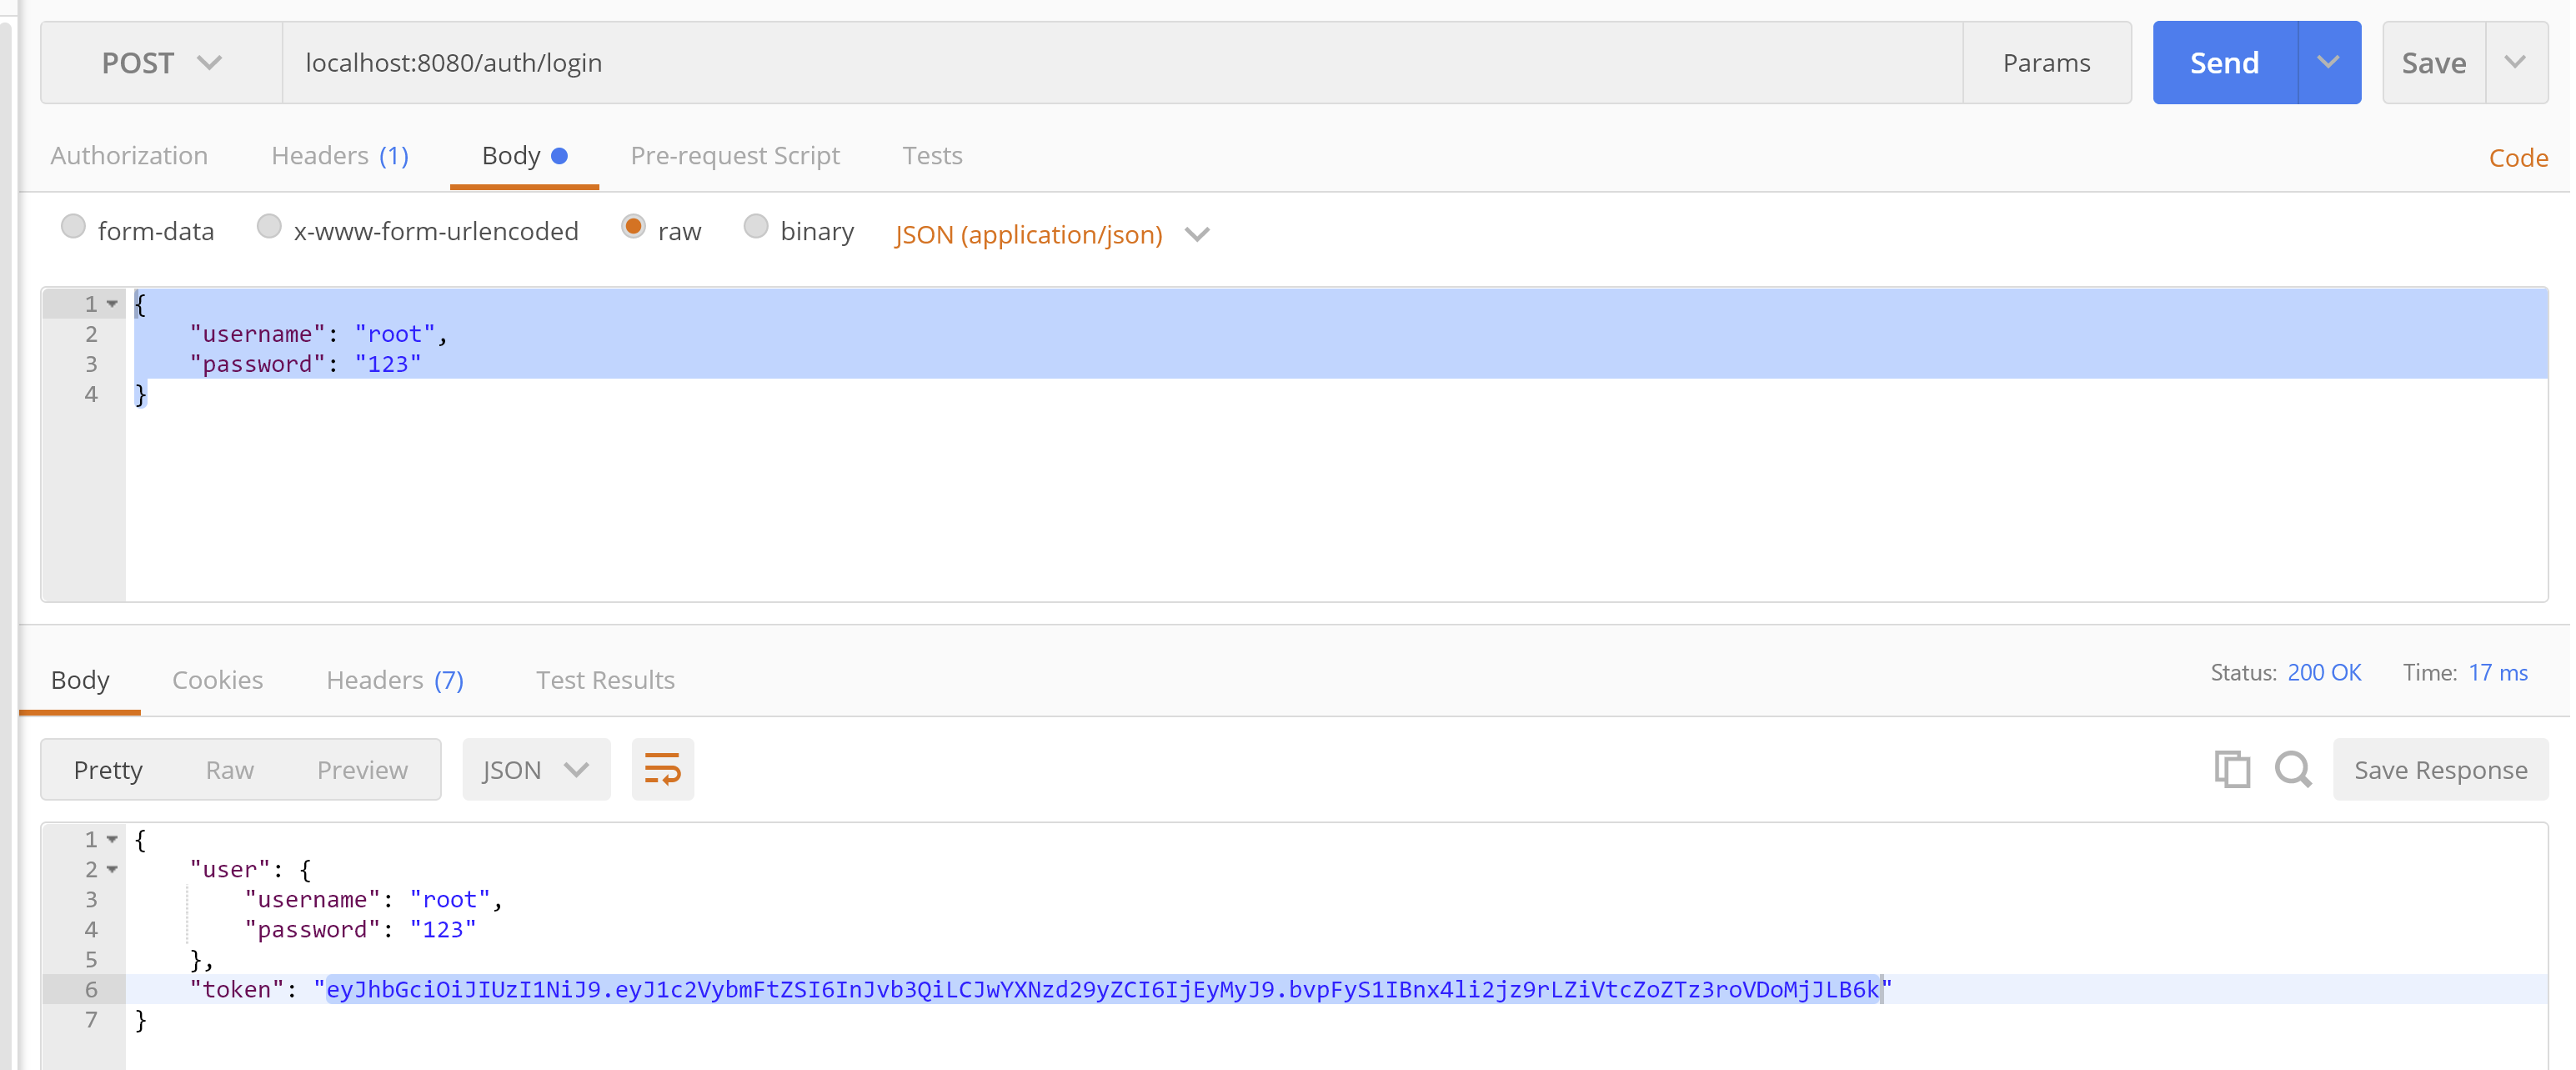 POST localhost:8080/auth/login Params Send Save
Authorization Headers (1) Body Pre-request Script Tests Code
form-data x-www-form-urlencoded raw binary JSON (application/json)
1 {
2 "username": "root",
3 "password": "123"
4 }
Body Cookies Headers (7) Test Results Status: 200 OK Time: 17 ms
Pretty Raw Preview JSON Save Response
1 {
2 "user": {
3 "username": "root",
4 "password": "123"
5 },
6 "token": "eyJhbGciOiJIUzI1NiJ9.eyJ1c2VybmFtZSI6InJvb3QiLCJwYXNzd29yZCI6IjEyMyJ9.bvpFyS1IBnx4li2jz9rLZiVtcZoZTz3roVDoMjJLB6k"
7 }